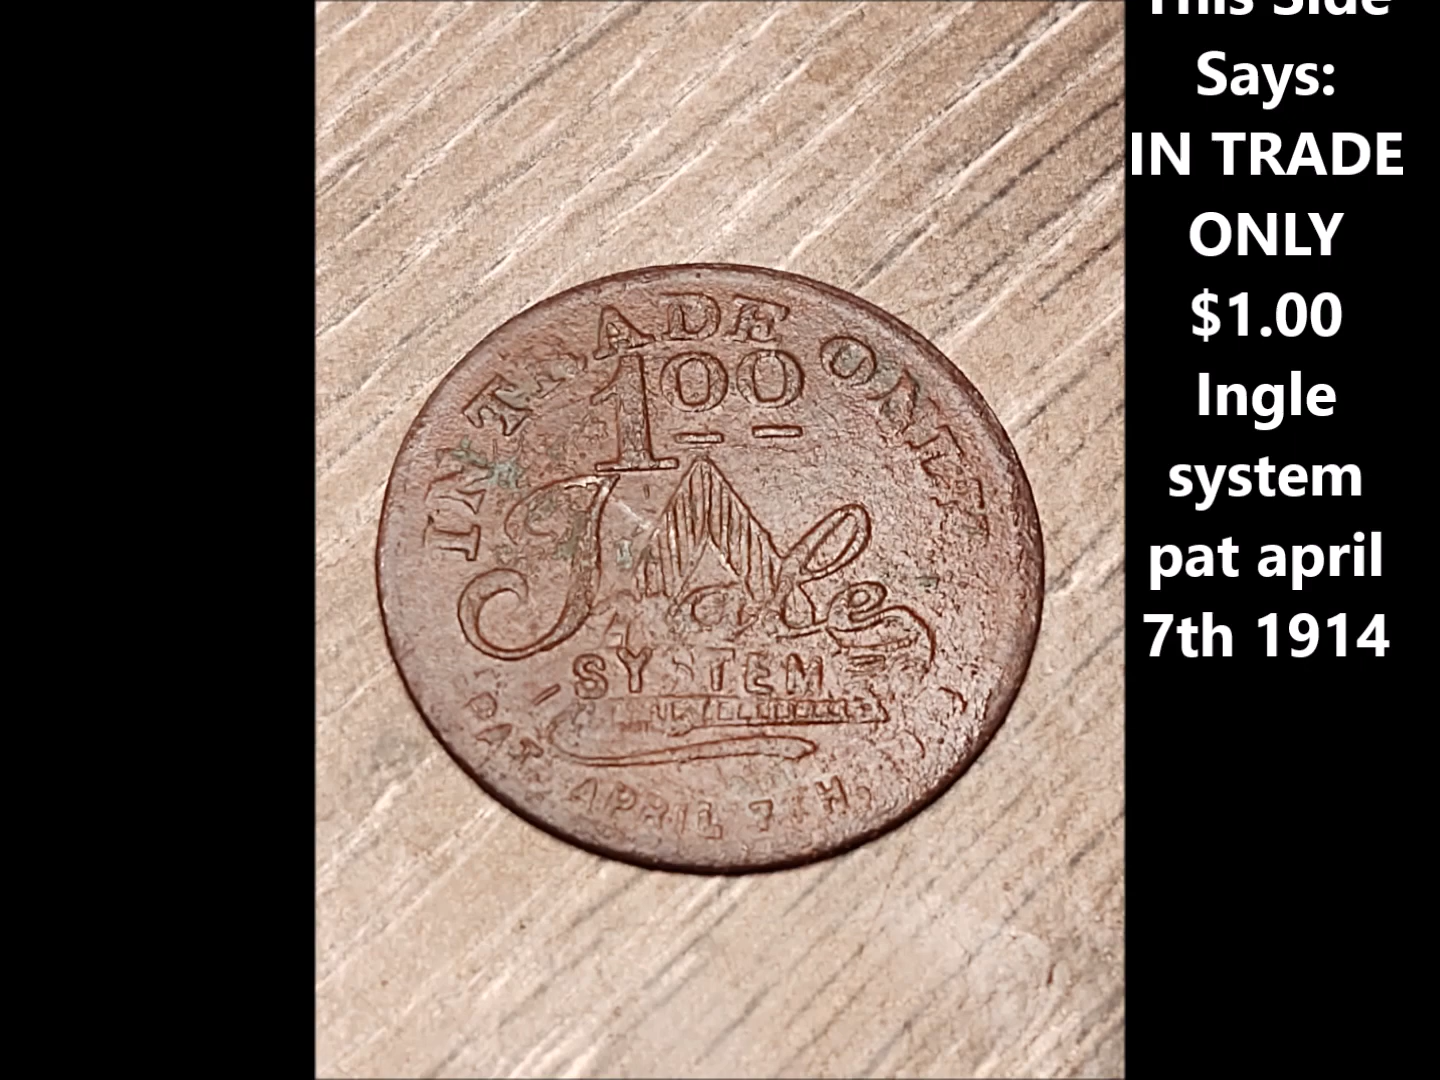 IN TRADE ONLY
1 00
Ingle
SYSTEM
PAT. APRIL 7TH,
This Side
Says:
IN TRADE
ONLY
$1.00
Ingle
system
pat april
7th 1914